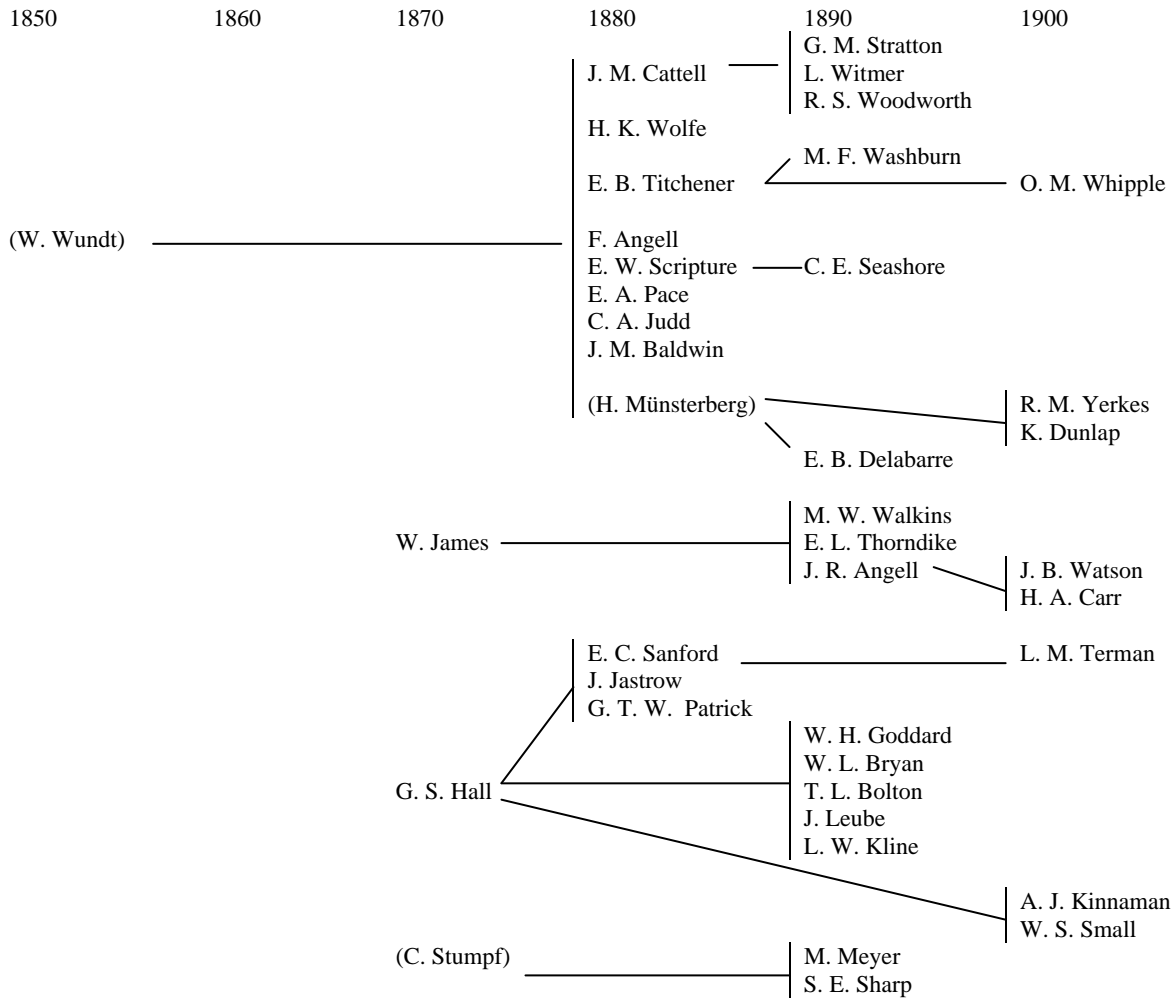 1850 1860 1870 1880 1890 1900
G. M. Stratton
J. M. Cattell L. Witmer
R. S. Woodworth
H. K. Wolfe
M. F. Washburn
E. B. Titchener O. M. Whipple
(W. Wundt) F. Angell
E. W. Scripture C. E. Seashore
E. A. Pace
C. A. Judd
J. M. Baldwin
(H. Münsterberg) R. M. Yerkes
K. Dunlap
E. B. Delabarre
M. W. Walkins
W. James E. L. Thorndike
J. R. Angell J. B. Watson
H. A. Carr
E. C. Sanford L. M. Terman
J. Jastrow
G. T. W. Patrick
W. H. Goddard
W. L. Bryan
G. S. Hall T. L. Bolton
J. Leube
L. W. Kline
A. J. Kinnaman
W. S. Small
(C. Stumpf) M. Meyer
S. E. Sharp